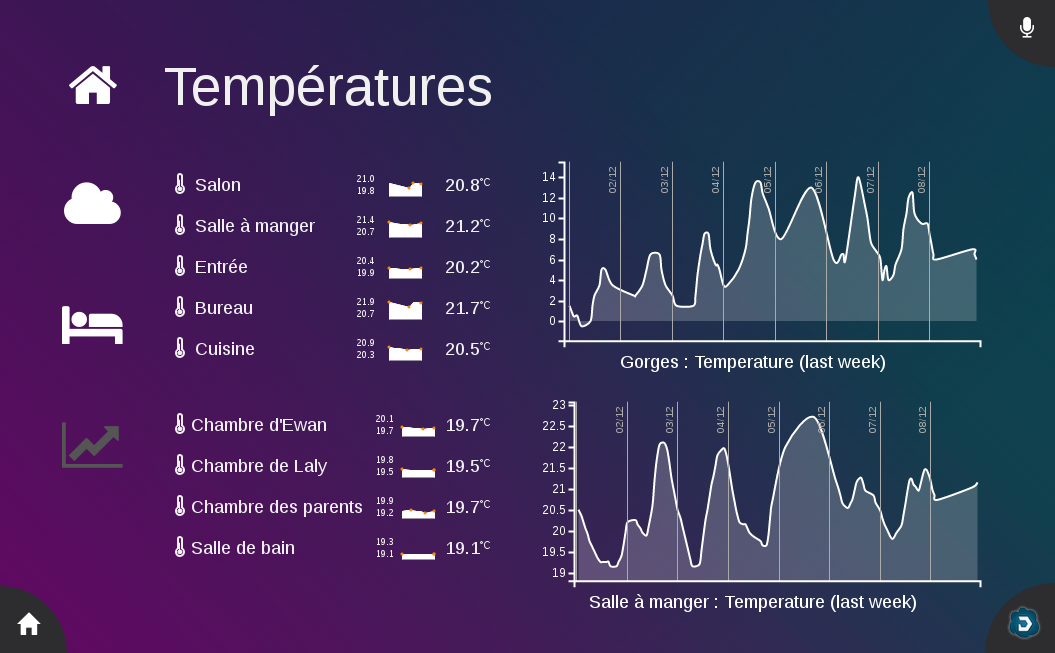 Températures
Salon 21.0 19.8 20.8°C
Salle à manger 21.4 20.7 21.2°C
Entrée 20.4 19.9 20.2°C
Bureau 21.9 20.7 21.7°C
Cuisine 20.9 20.3 20.5°C
Chambre d'Ewan 20.1 19.7 19.7°C
Chambre de Laly 19.8 19.5 19.5°C
Chambre des parents 19.9 19.2 19.7°C
Salle de bain 19.3 19.1 19.1°C
14
12
10
8
6
4
2
0
02/12 03/12 04/12 05/12 06/12 07/12 08/12
Gorges : Temperature (last week)
23
22.5
22
21.5
21
20.5
20
19.5
19
02/12 03/12 04/12 05/12 06/12 07/12 08/12
Salle à manger : Temperature (last week)